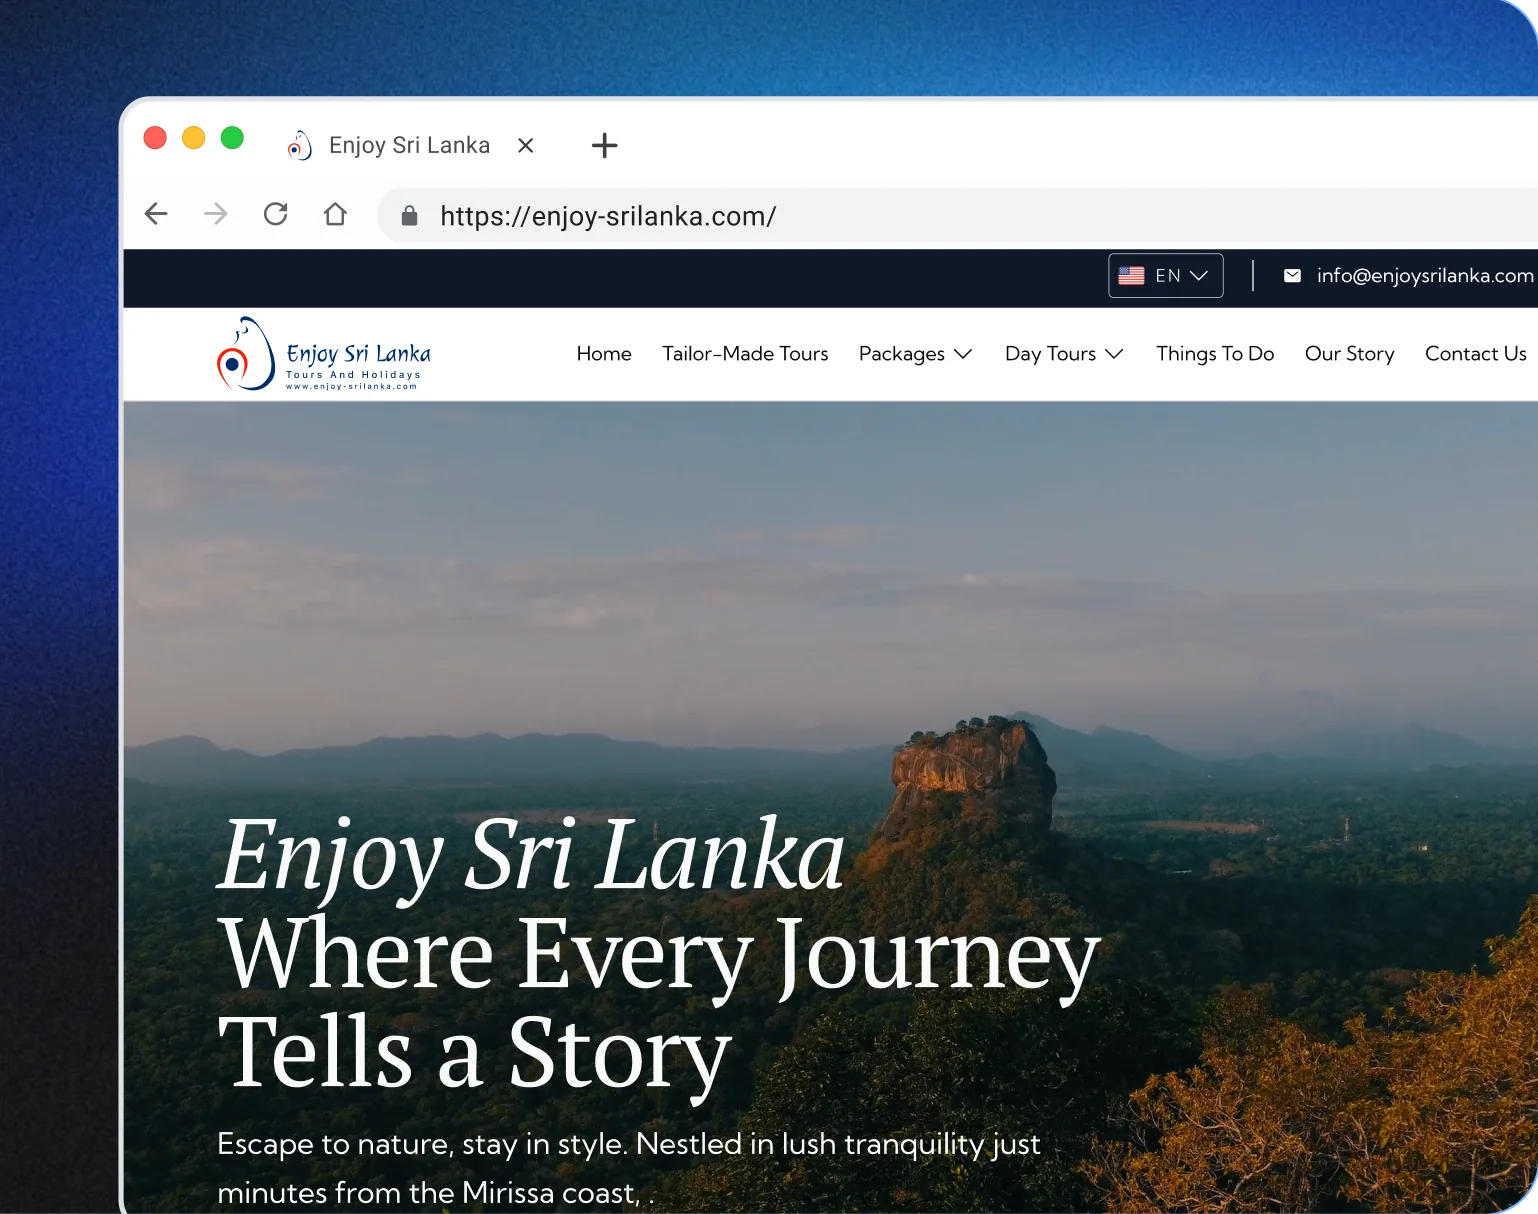 Enjoy Sri Lanka
https://enjoy-srilanka.com/
EN
info@enjoysrilanka.com
Enjoy Sri Lanka
Tours And Holidays
www.enjoy-srilanka.com
Home Tailor-Made Tours Packages Day Tours Things To Do Our Story Contact Us
Enjoy Sri Lanka
Where Every Journey
Tells a Story
Escape to nature, stay in style. Nestled in lush tranquility just
minutes from the Mirissa coast, .